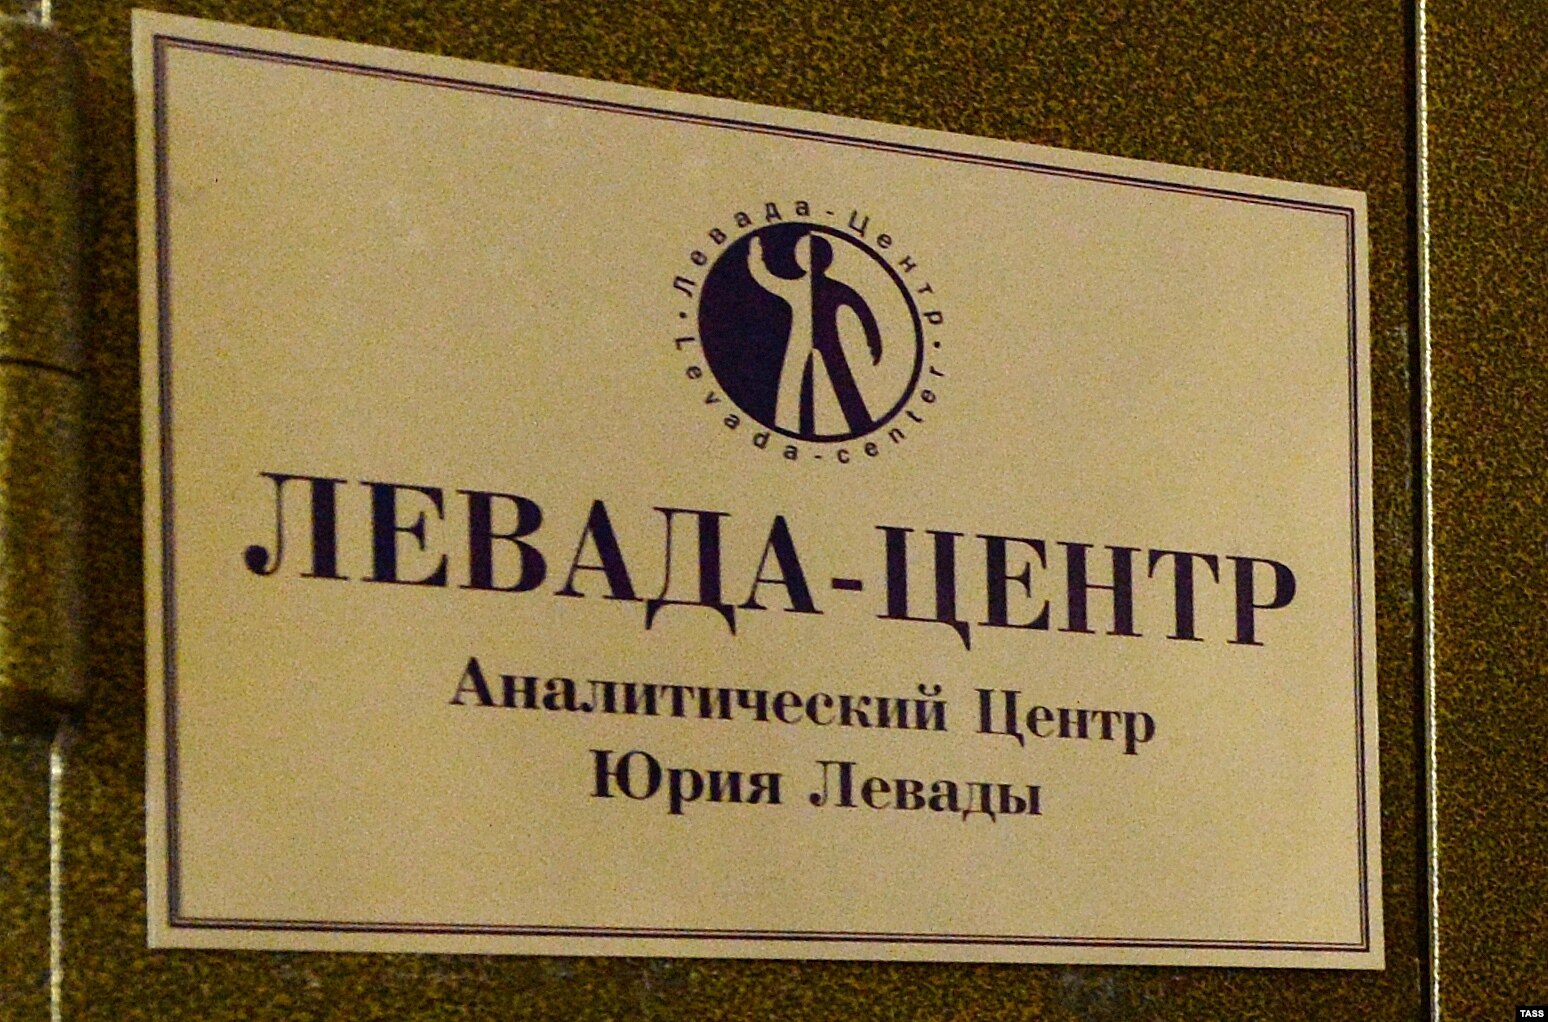 Левада-Центр
Levada-center
ЛЕВАДА-ЦЕНТР
Аналитический Центр
Юрия Левады
TASS